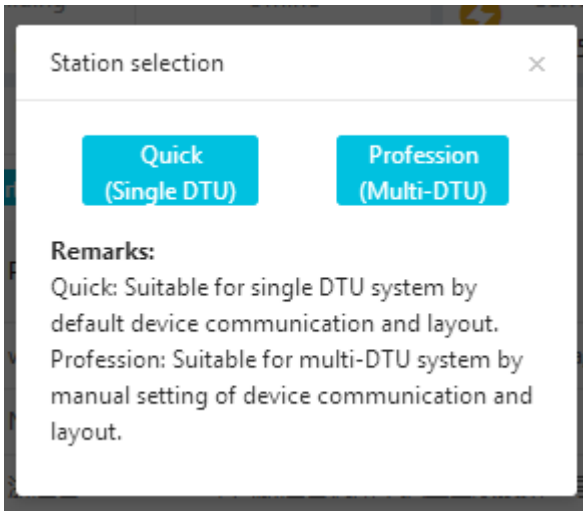 Station selection
×
Quick
(Single DTU)
Profession
(Multi-DTU)
Remarks:
Quick: Suitable for single DTU system by
default device communication and layout.
Profession: Suitable for multi-DTU system by
manual setting of device communication and
layout.